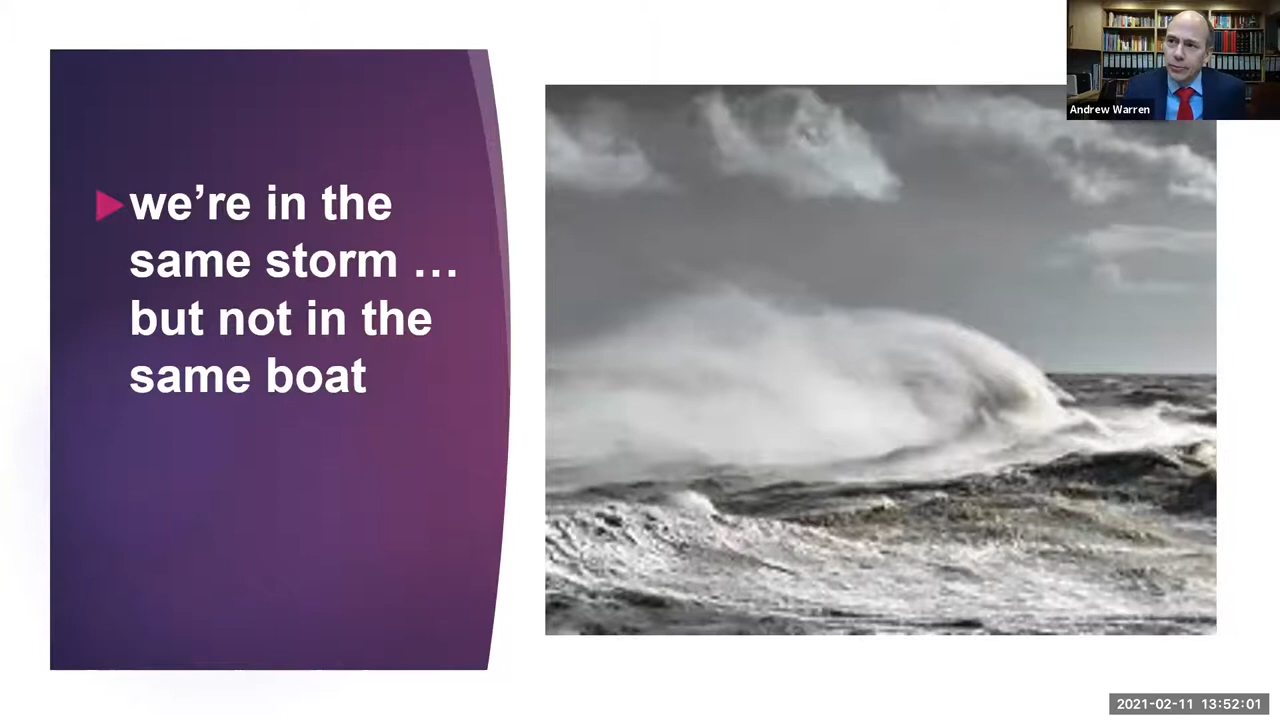 we’re in the
same storm …
but not in the
same boat
Andrew Warren
2021-02-11 13:52:01